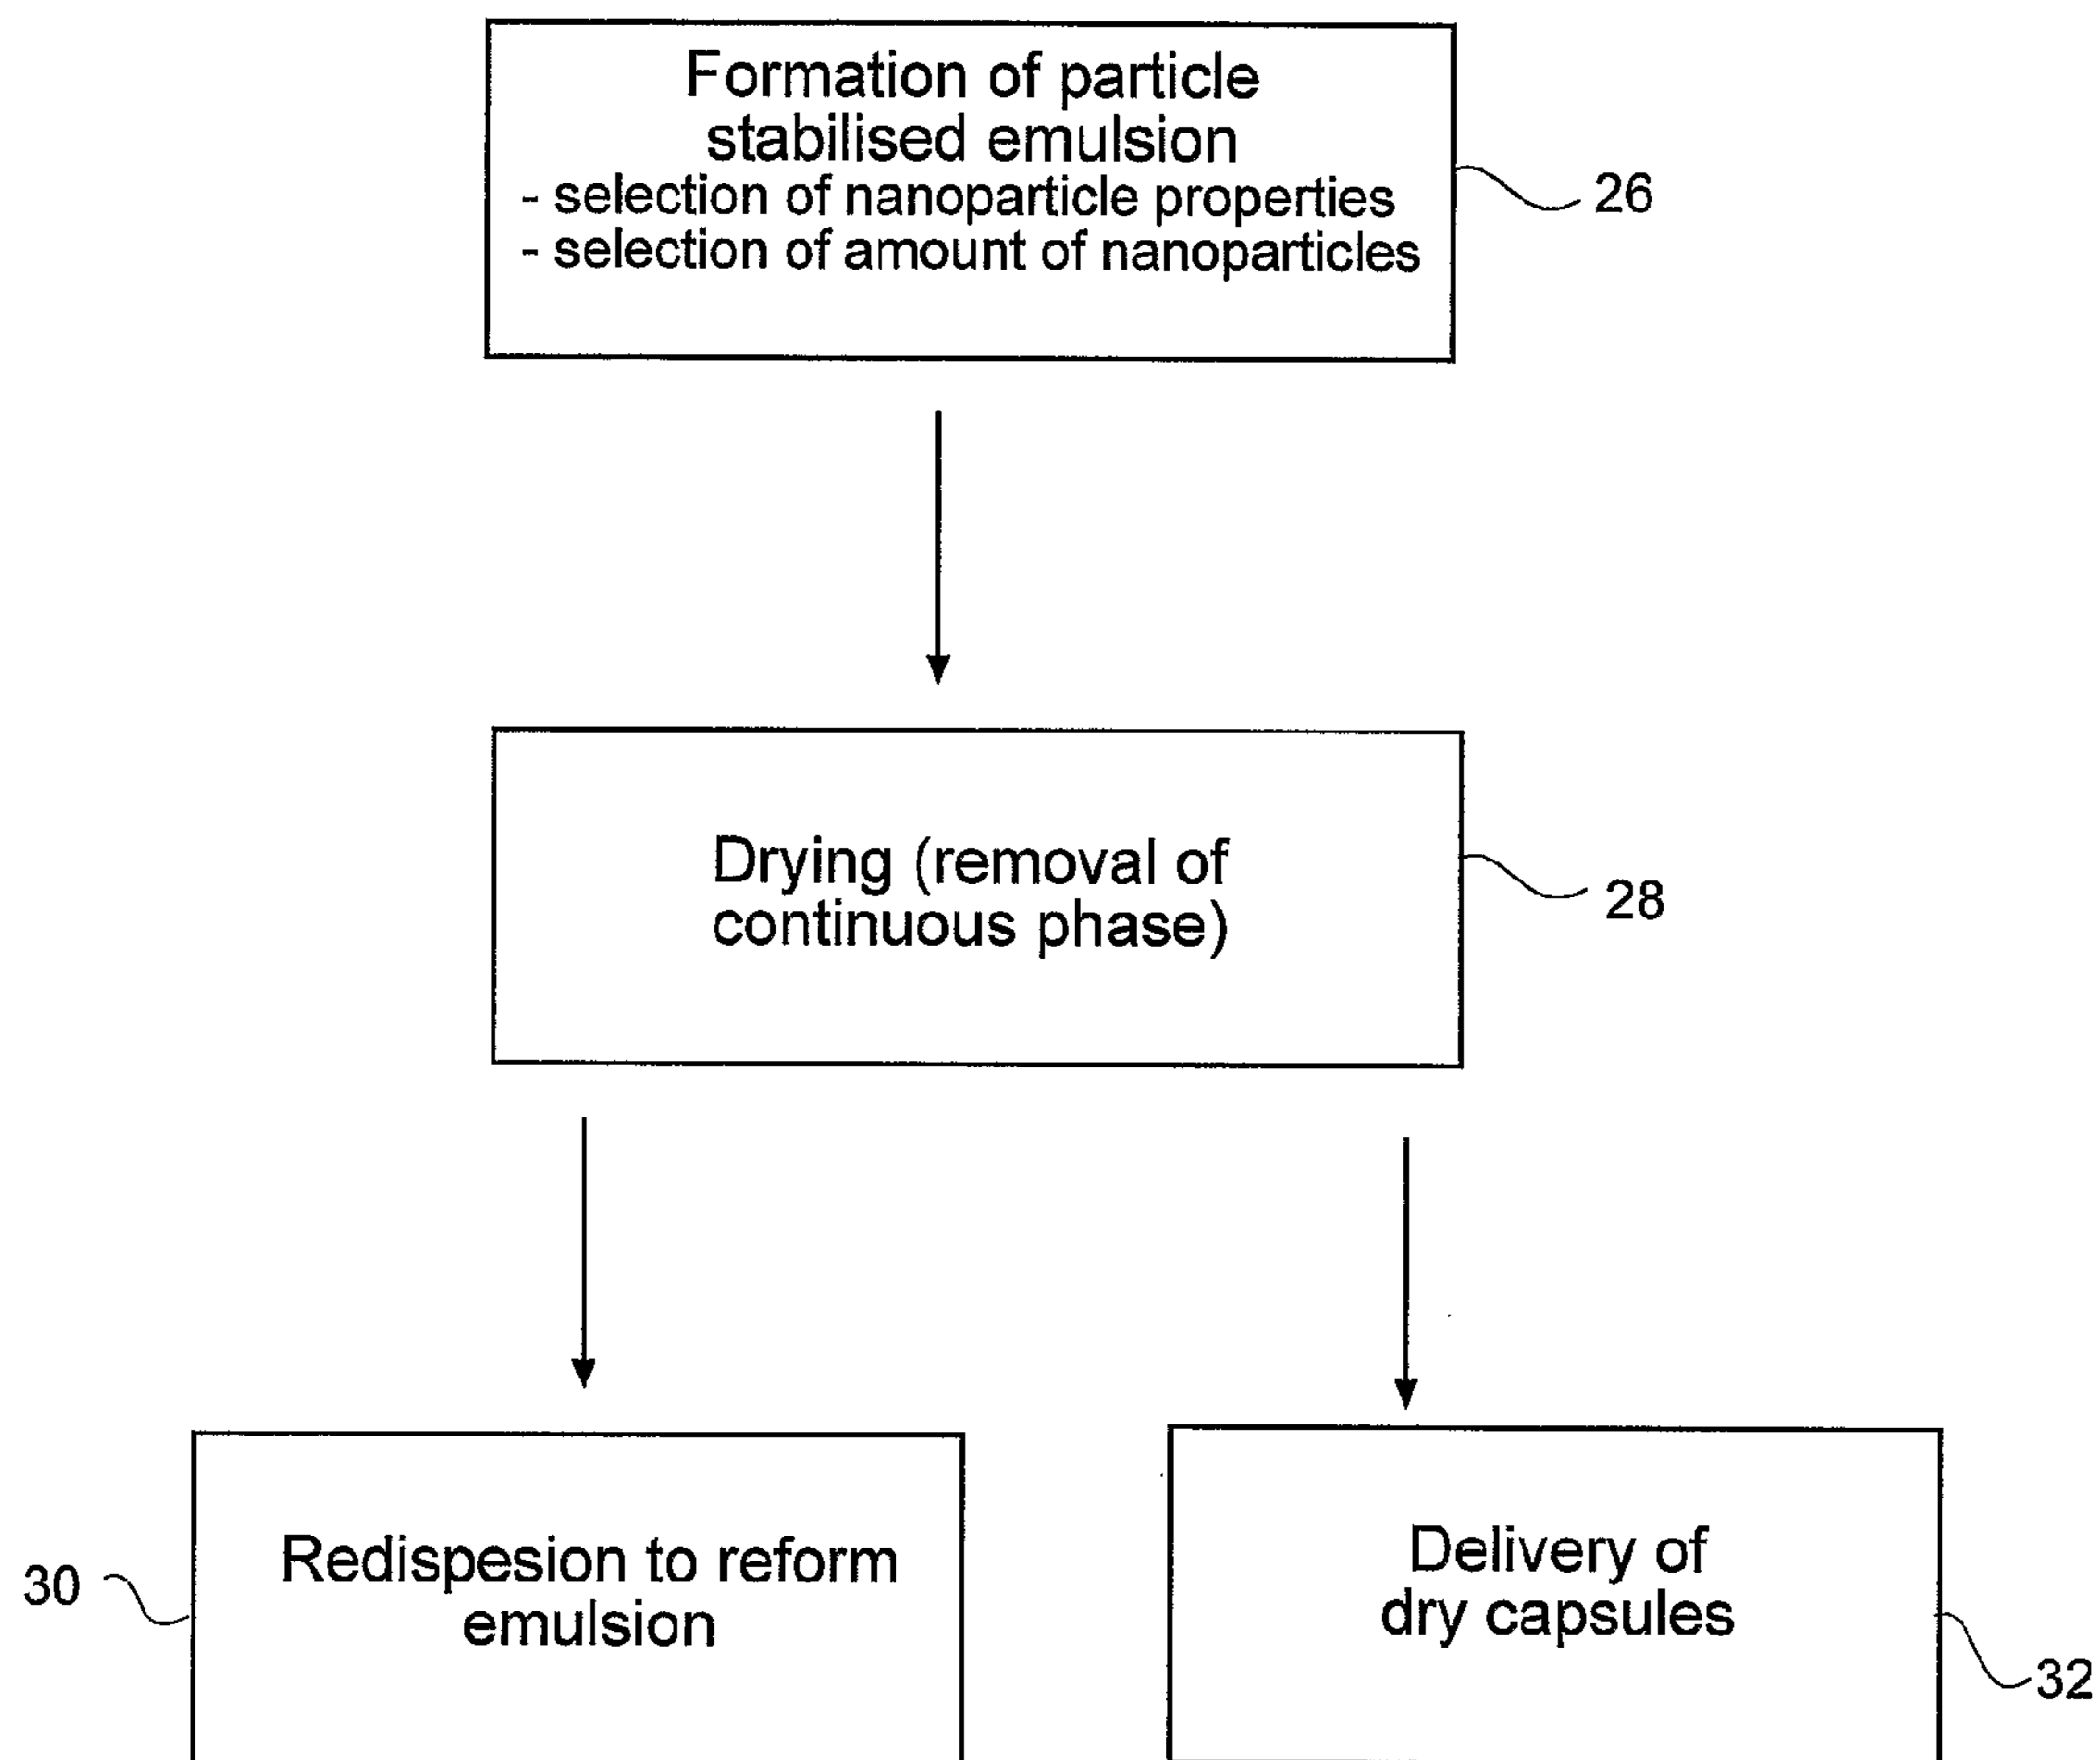 Formation of particle
stabilised emulsion
- selection of nanoparticle properties
- selection of amount of nanoparticles
26
Drying (removal of
continuous phase)
28
Redispesion to reform
emulsion
30
Delivery of
dry capsules
32